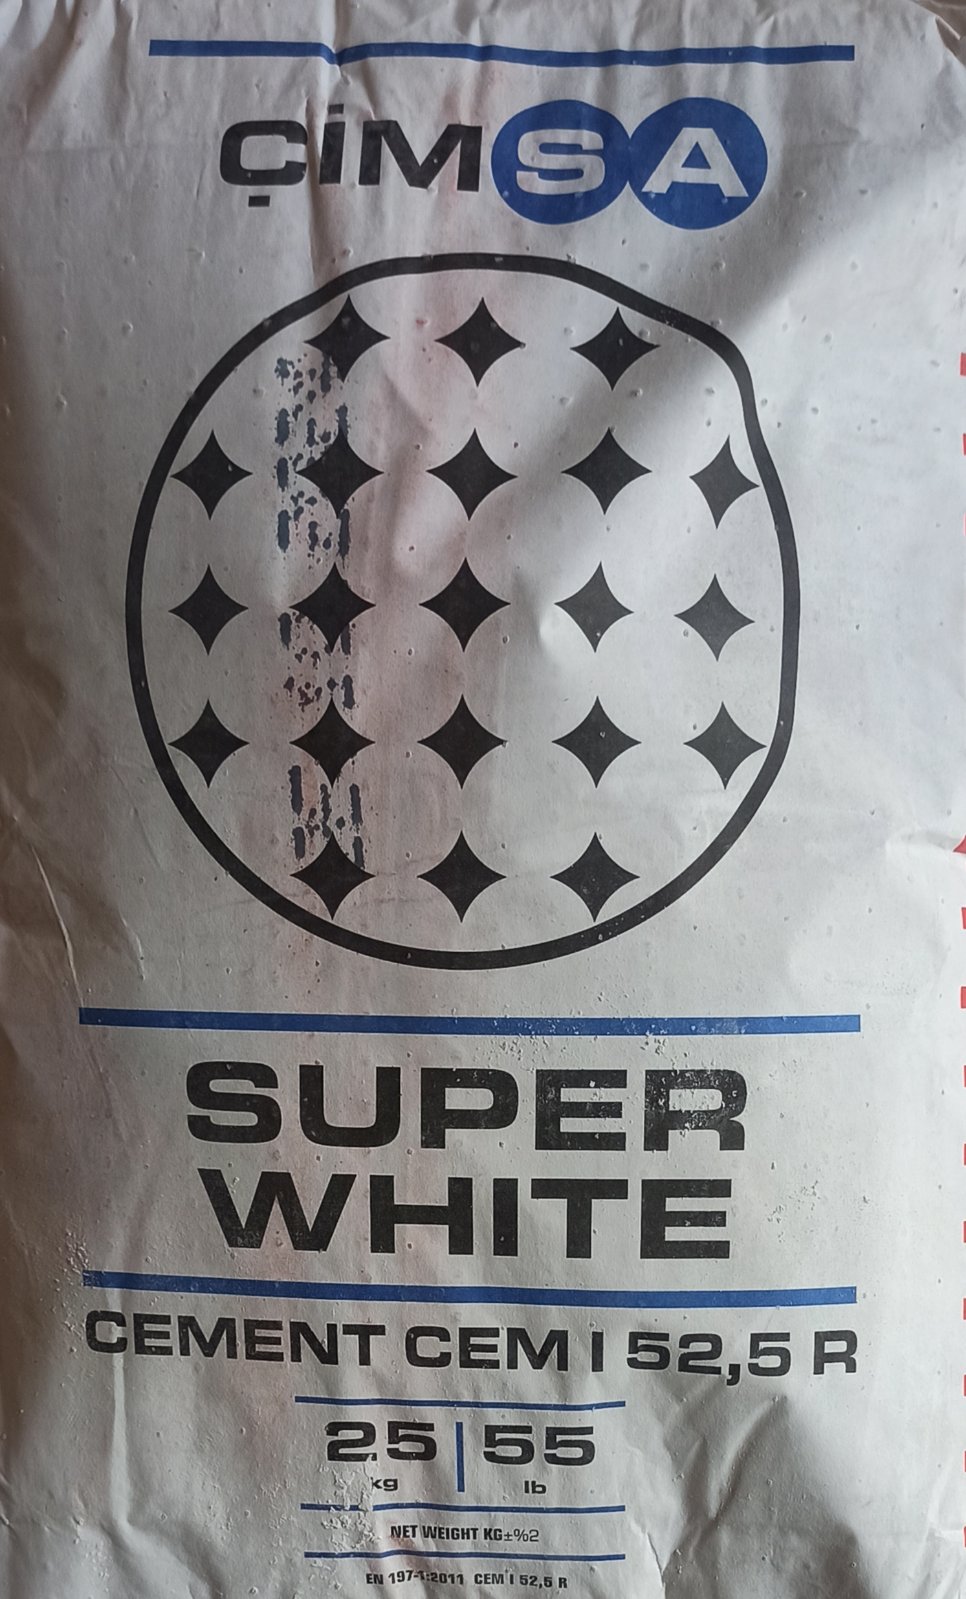 ÇİMSA
SUPER
WHITE
CEMENT CEM I 52,5 R
25 | 55
kg lb
NET WEIGHT KG±%2
EN 197-1:2011 CEM I 52,5 R